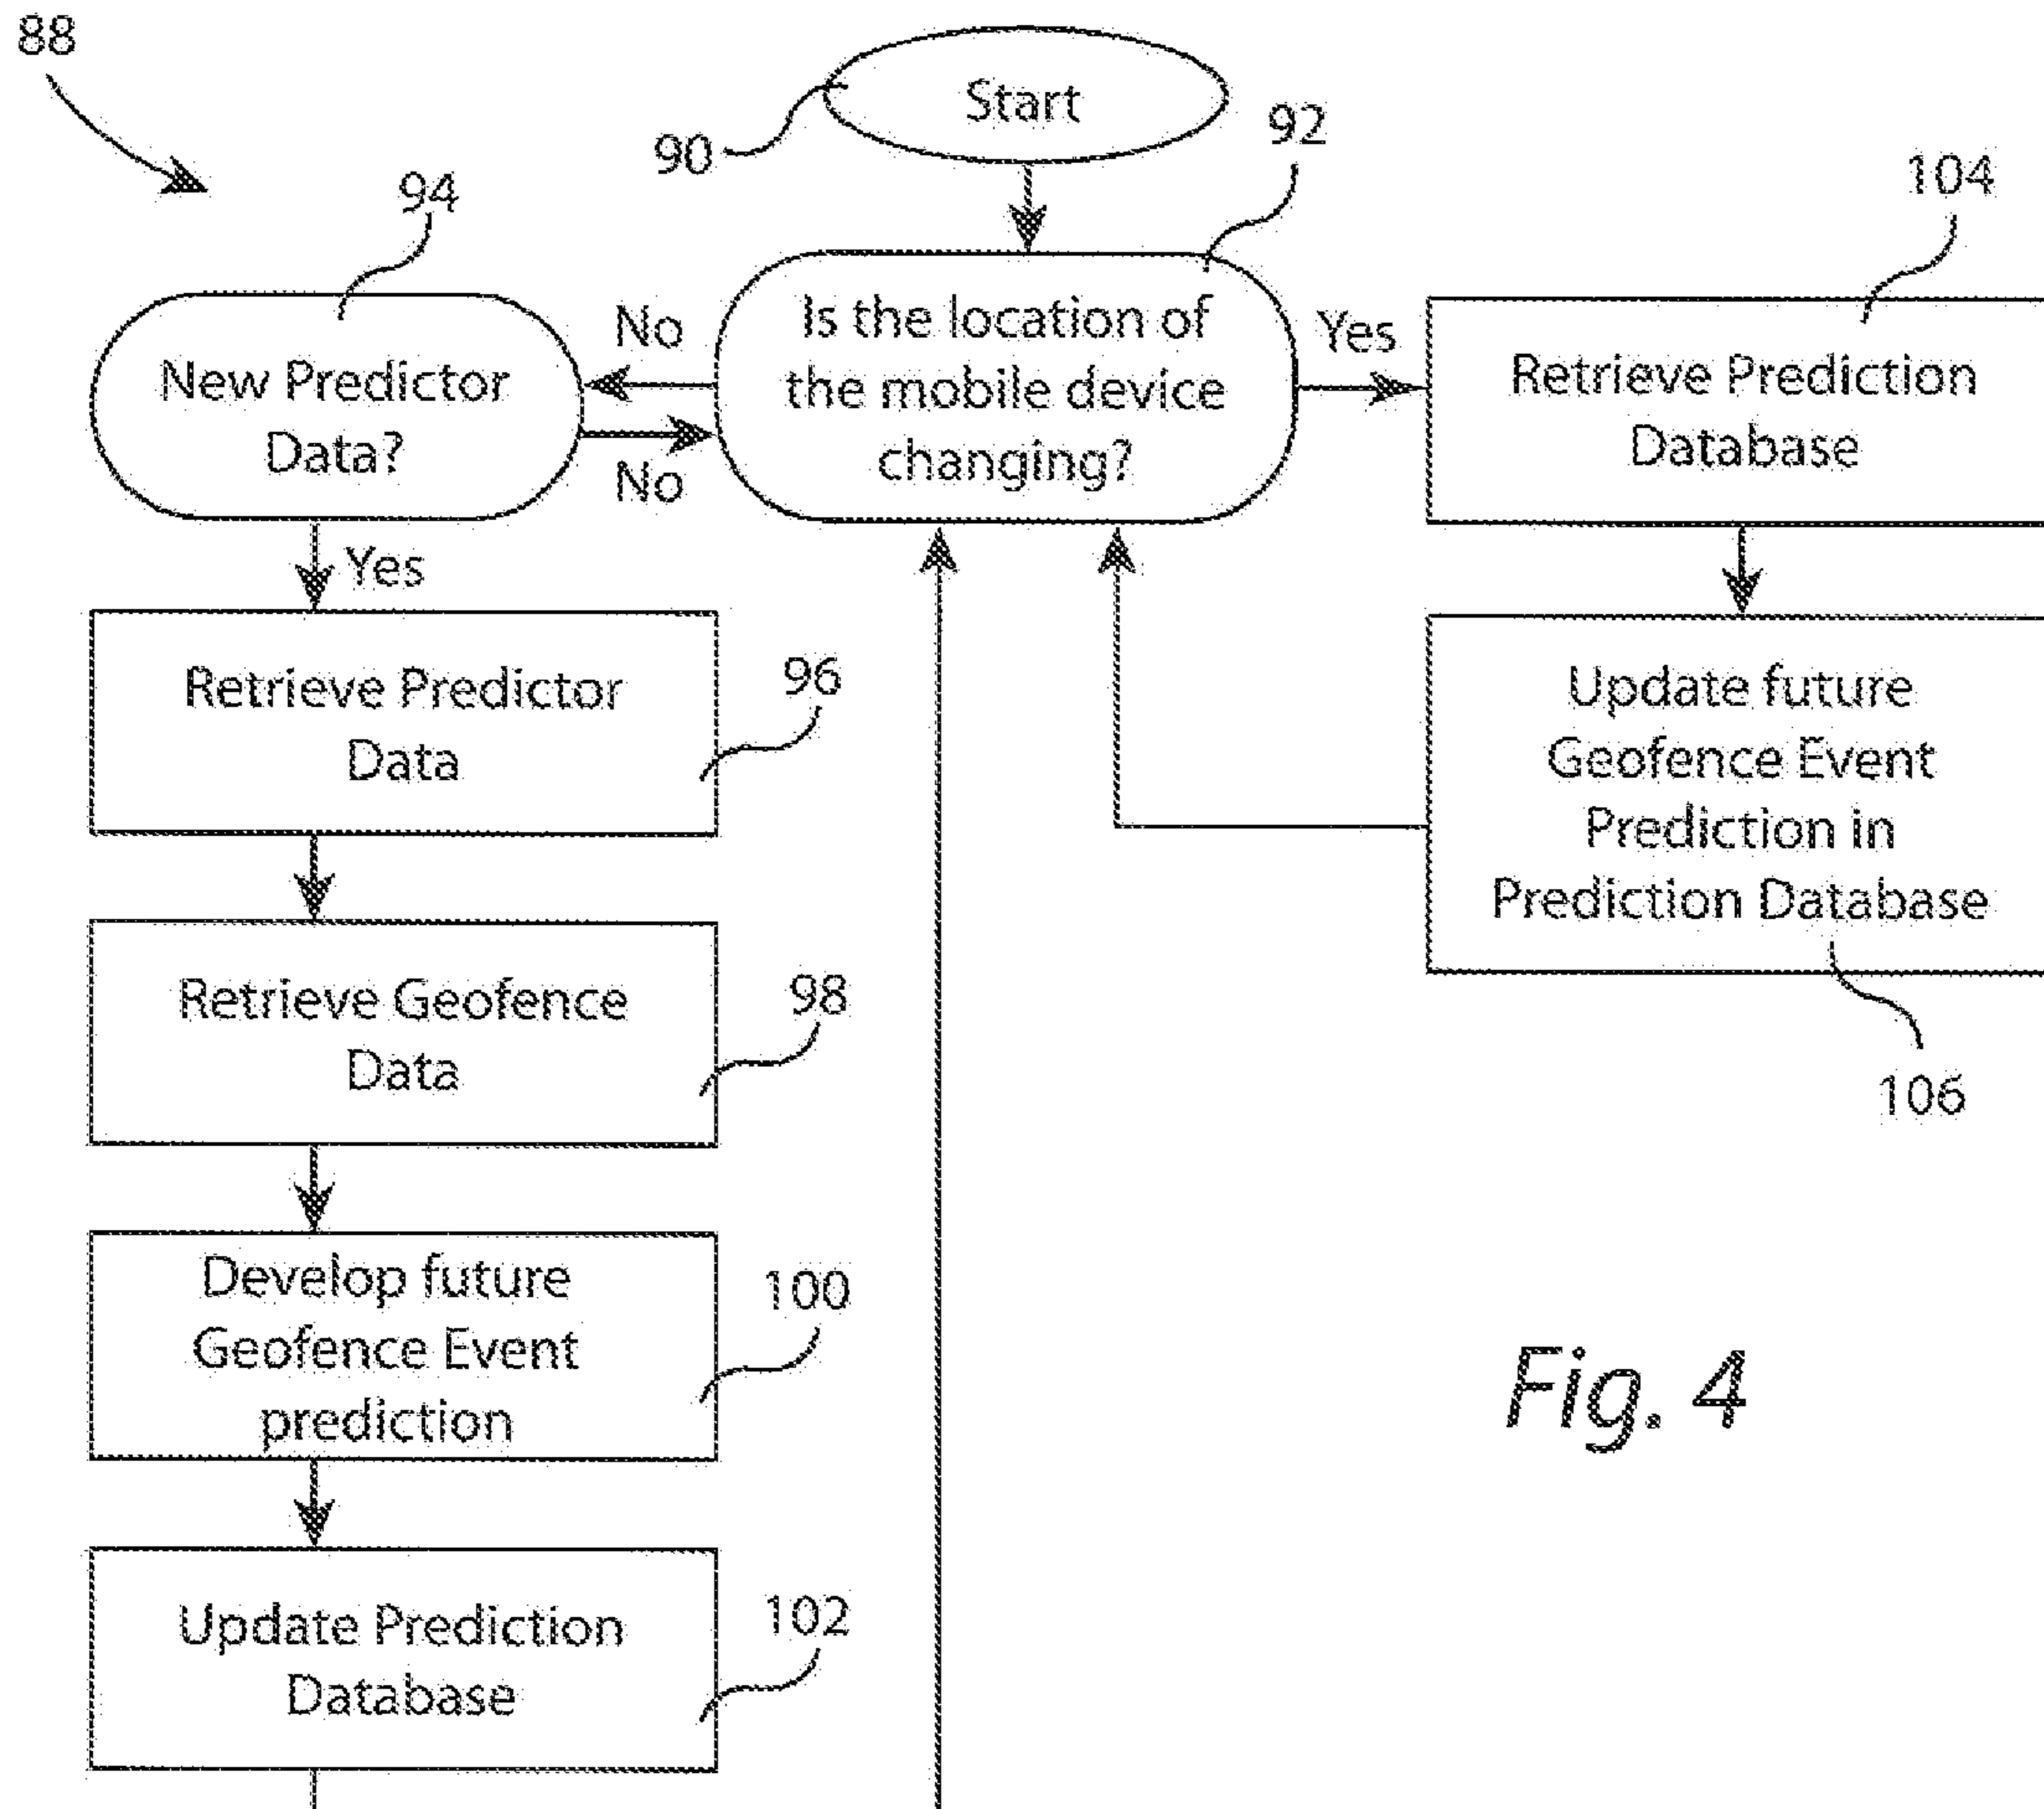 88
Start
90
92
94
104
Is the location of
the mobile device
changing?
No
No
Yes
New Predictor
Data?
Yes
Retrieve Prediction
Database
Retrieve Predictor
Data
96
Update future
Geofence Event
Prediction in
Prediction Database
106
Retrieve Geofence
Data
98
Develop future
Geofence Event
prediction
100
Update Prediction
Database
102
Fig. 4